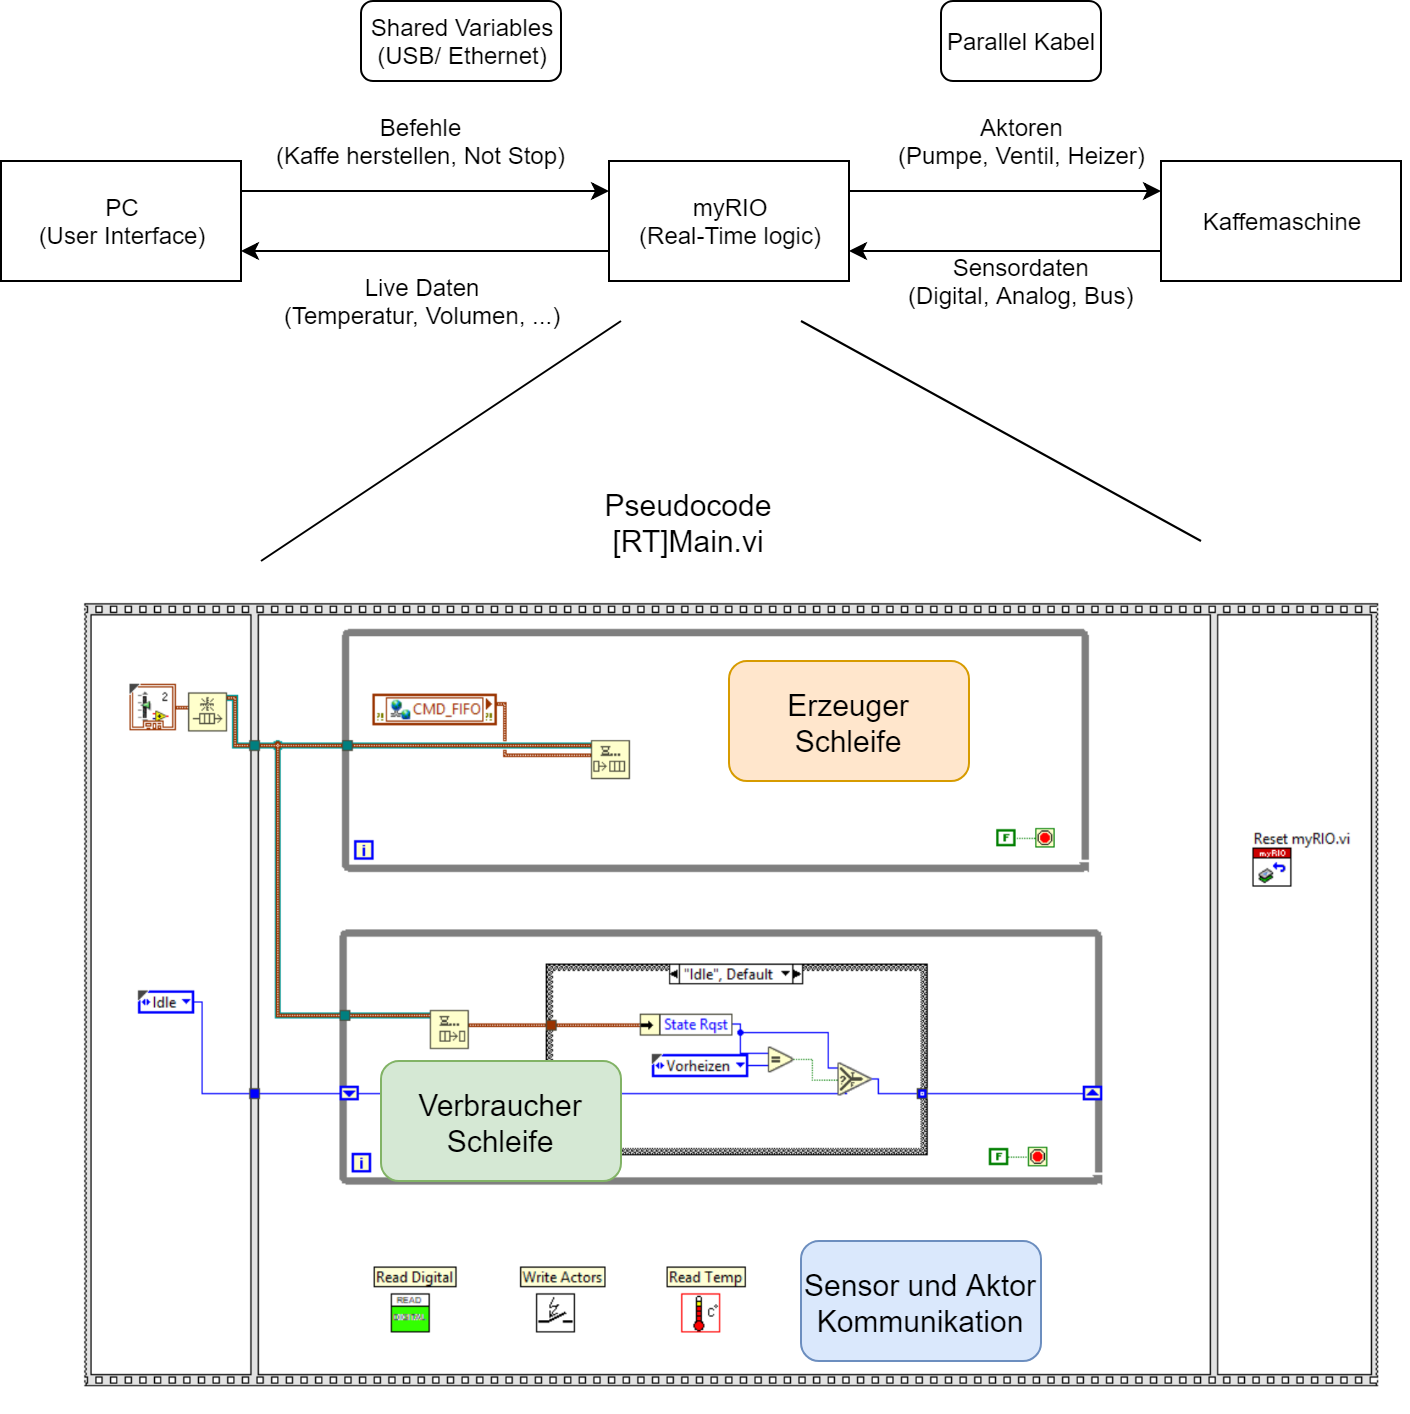 Shared Variables
(USB/ Ethernet)
Parallel Kabel
Befehle
(Kaffe herstellen, Not Stop)
Aktoren
(Pumpe, Ventil, Heizer)
PC
(User Interface)
myRIO
(Real-Time logic)
Kaffemaschine
Live Daten
(Temperatur, Volumen, ...)
Sensordaten
(Digital, Analog, Bus)
Pseudocode
[RT]Main.vi
2
CMD_FIFO
?!
?!
Erzeuger
Schleife
i
F
Reset myRIO.vi
myRIO
"Idle", Default
Idle
State Rqst
Vorheizen
=
?
Verbraucher
Schleife
i
F
Read Digital
READ
DIGITAL
Write Actors
Read Temp
C°
Sensor und Aktor
Kommunikation